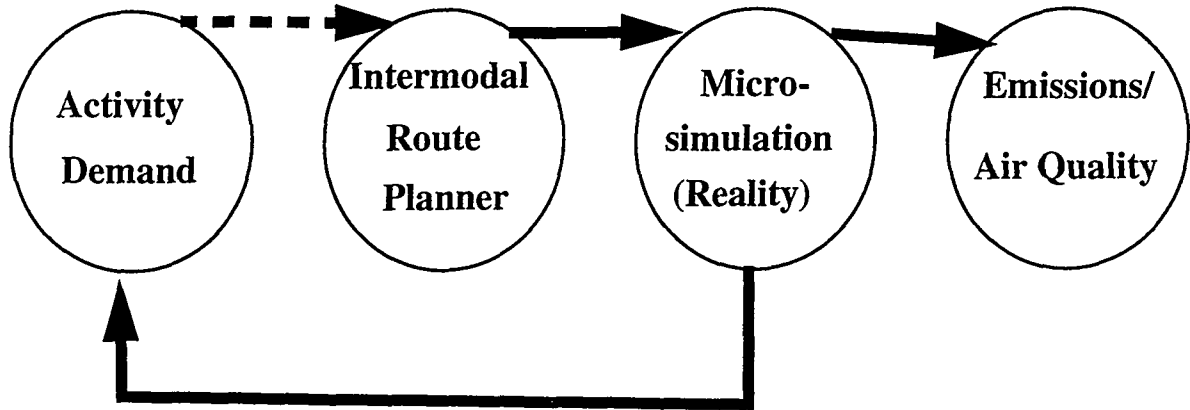 Activity
Demand
Intermodal
Route
Planner
Micro-
simulation
(Reality)
Emissions/
Air Quality